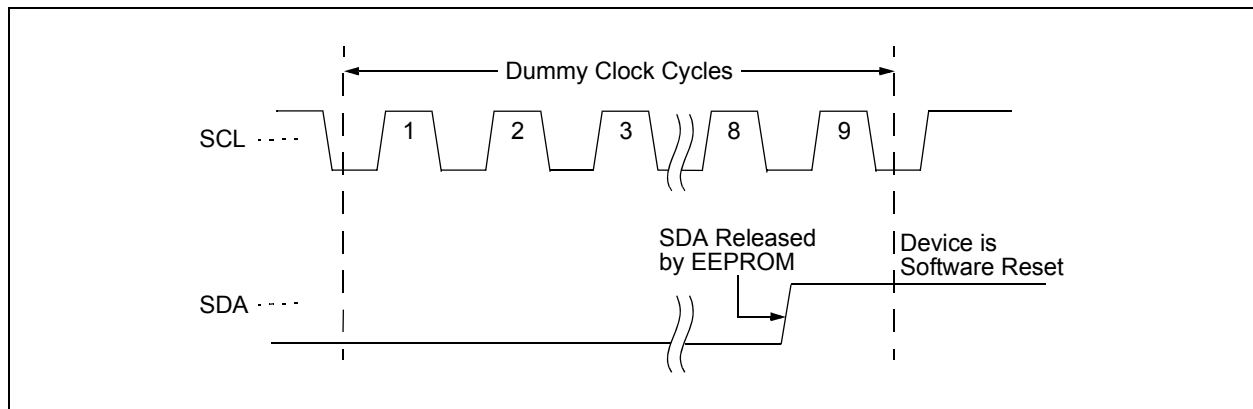 Dummy Clock Cycles
SCL
1
2
3
8
9
SDA Released
by EEPROM
Device is
Software Reset
SDA